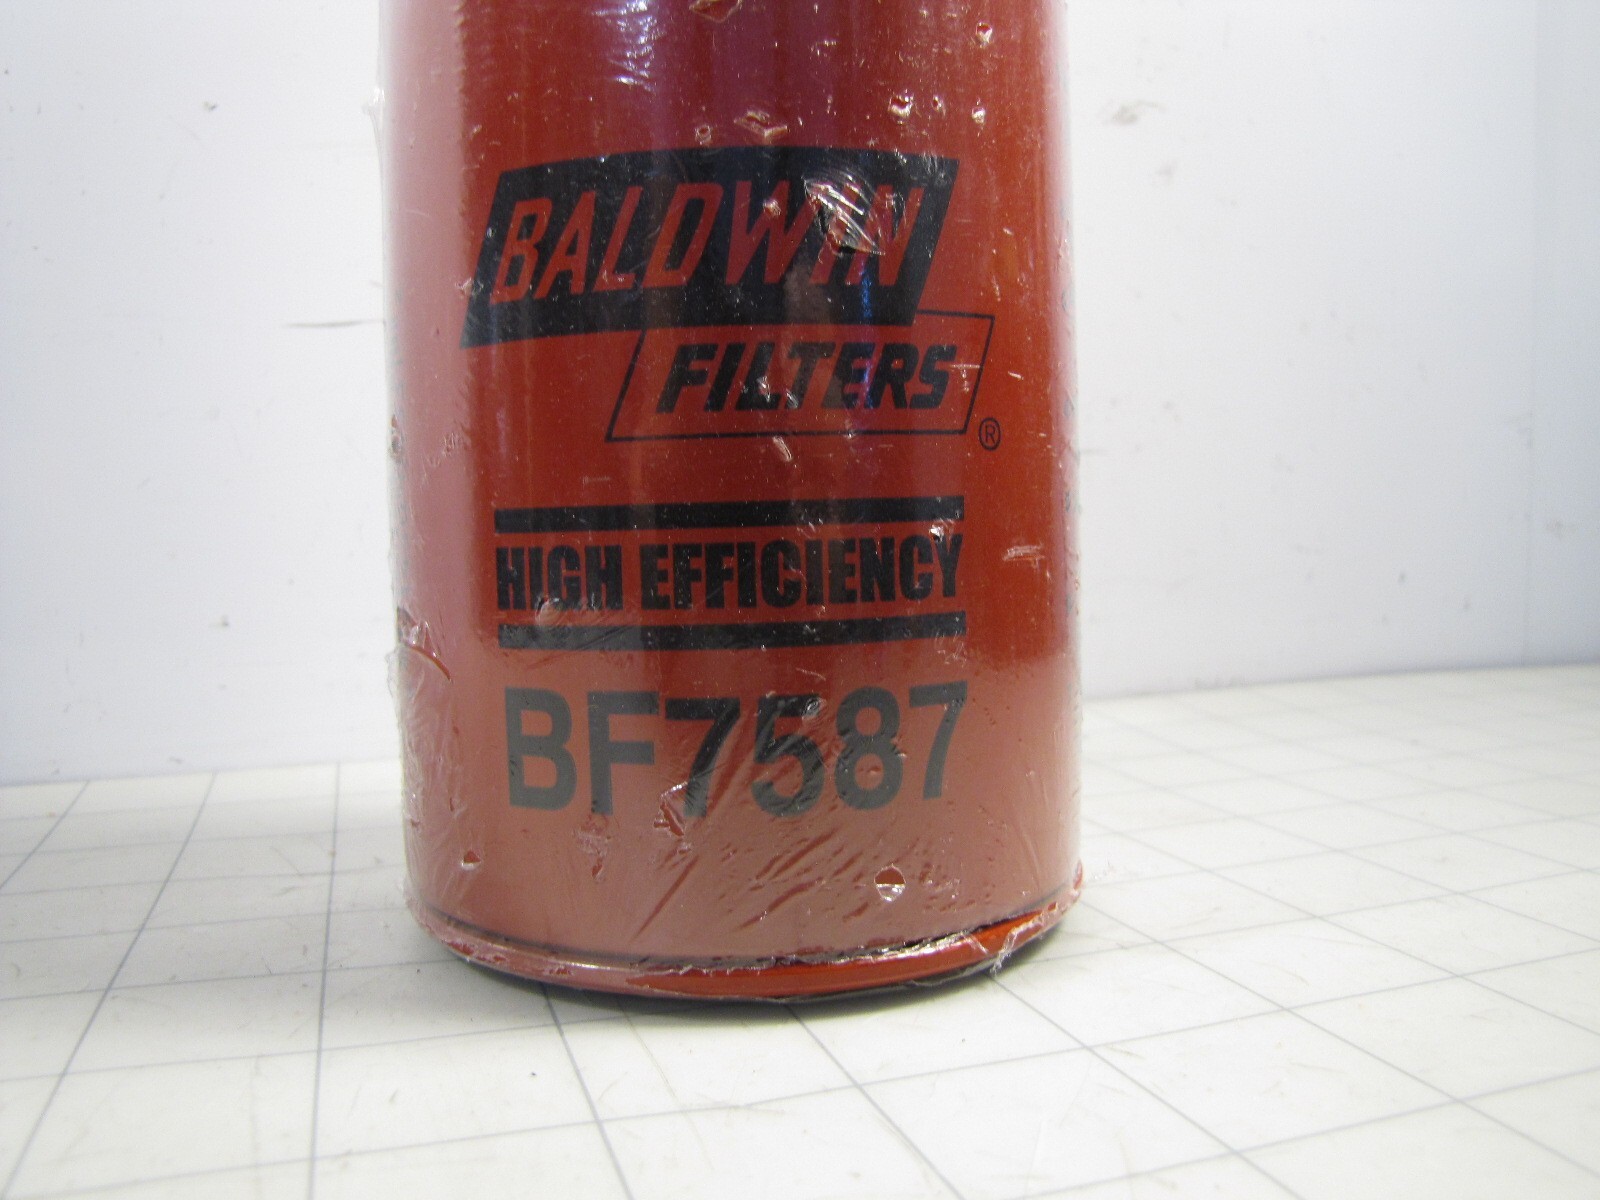 BALDWIN
FILTERS
®
HIGH EFFICIENCY
BF7587